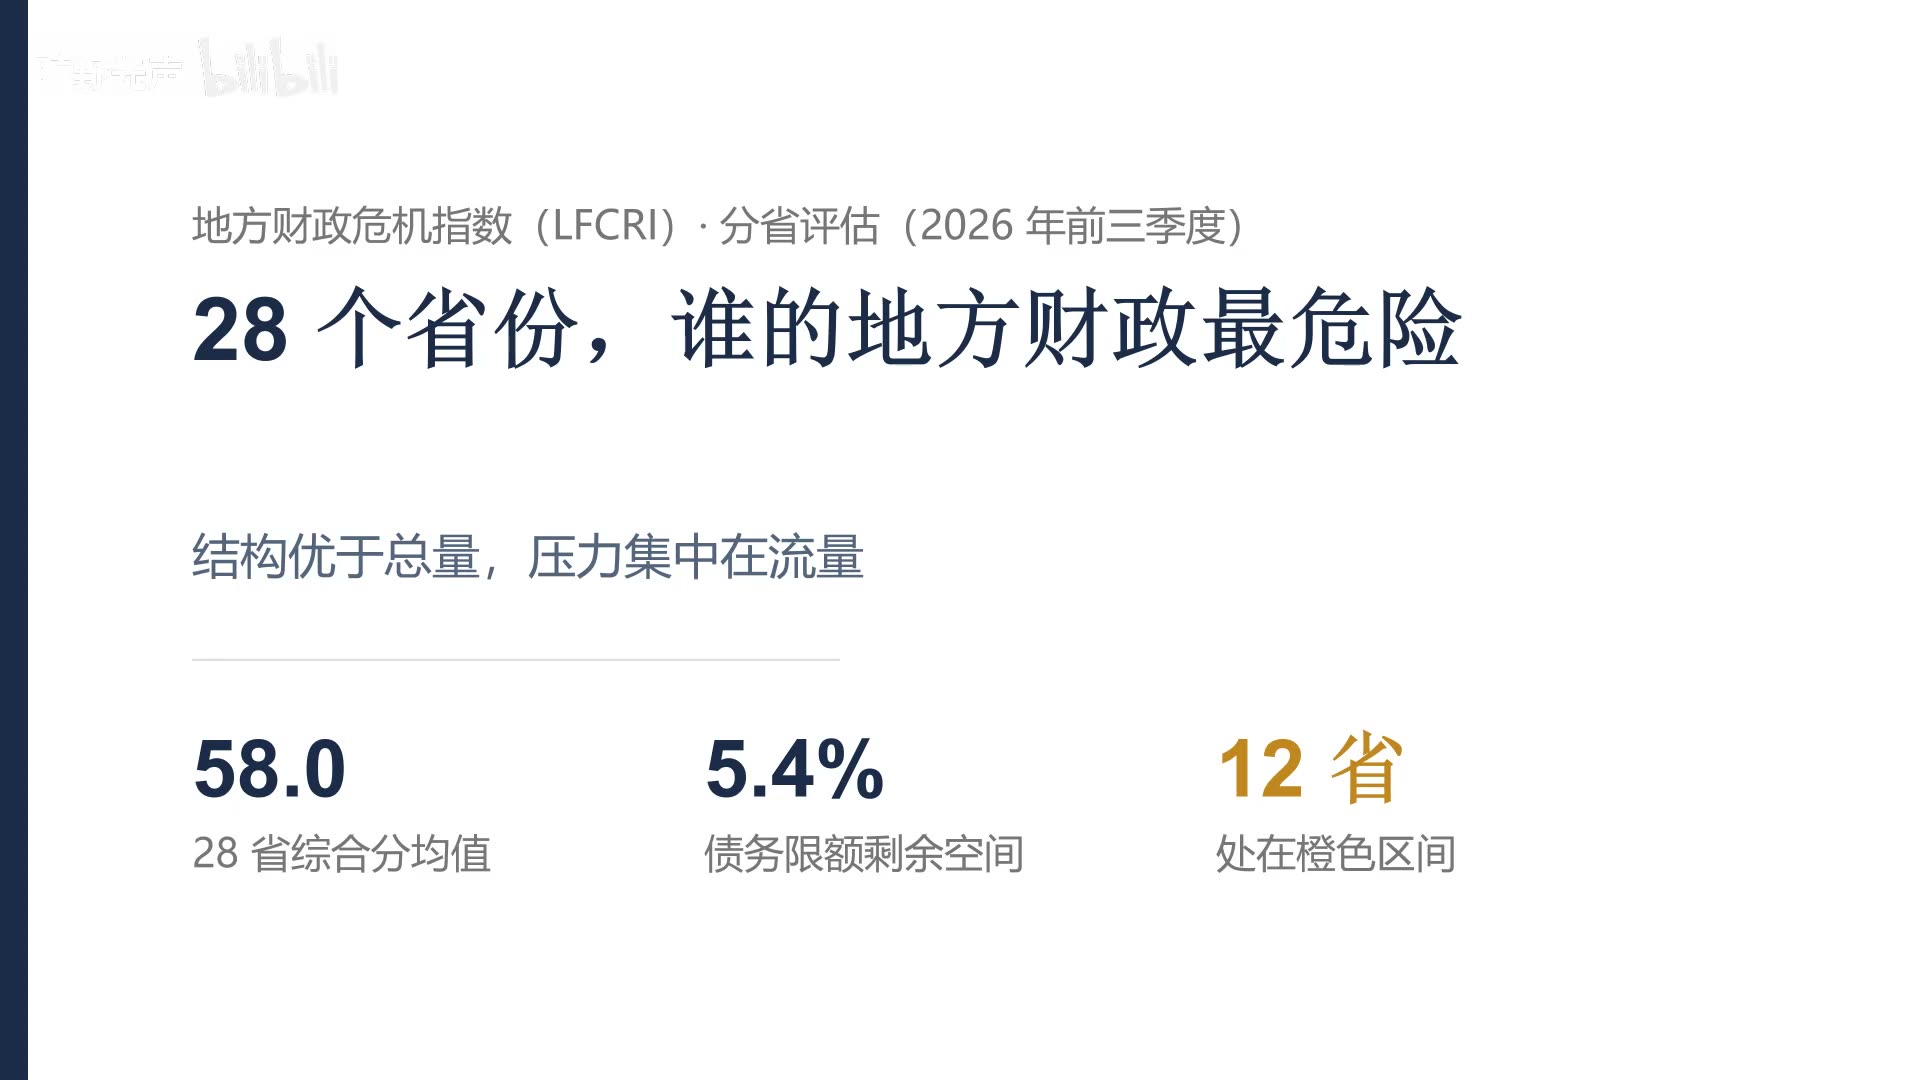 bilibili
地方财政危机指数（LFCRI）· 分省评估（2026 年前三季度）
28 个省份，谁的地方财政最危险
结构优于总量，压力集中在流量
58.0
28 省综合分均值
5.4%
债务限额剩余空间
12 省
处在橙色区间